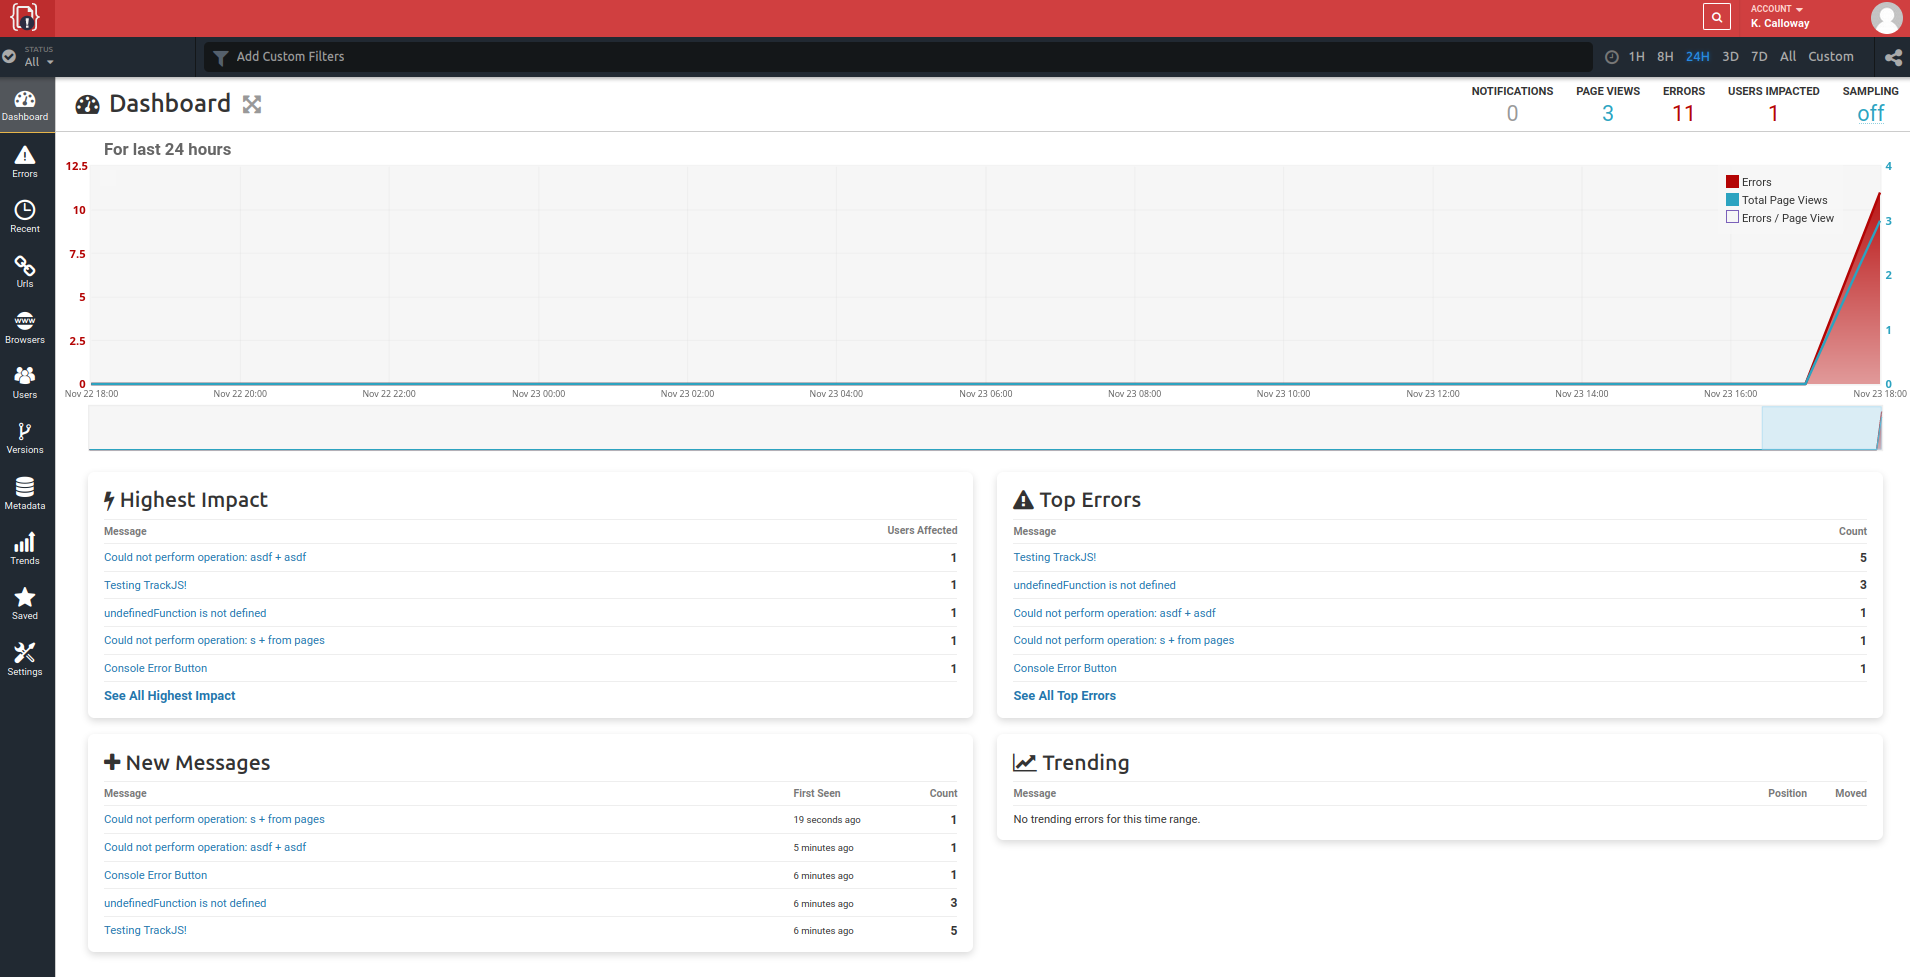 ACCOUNT
K. Calloway
STATUS
All
Add Custom Filters
1H 8H 24H 3D 7D All Custom
Dashboard
Errors
Recent
Urls
www
Browsers
Users
Versions
Metadata
Trends
Saved
Settings
Dashboard
NOTIFICATIONS PAGE VIEWS ERRORS USERS IMPACTED SAMPLING
0 3 11 1 off
For last 24 hours
12.5
10
7.5
5
2.5
0
4
3
2
1
0
Errors
Total Page Views
Errors / Page View
Nov 22 18:00 Nov 22 20:00 Nov 22 22:00 Nov 23 00:00 Nov 23 02:00 Nov 23 04:00 Nov 23 06:00 Nov 23 08:00 Nov 23 10:00 Nov 23 12:00 Nov 23 14:00 Nov 23 16:00 Nov 23 18:00
Highest Impact
Message Users Affected
Could not perform operation: asdf + asdf 1
Testing TrackJS! 1
undefinedFunction is not defined 1
Could not perform operation: s + from pages 1
Console Error Button 1
See All Highest Impact
Top Errors
Message Count
Testing TrackJS! 5
undefinedFunction is not defined 3
Could not perform operation: asdf + asdf 1
Could not perform operation: s + from pages 1
Console Error Button 1
See All Top Errors
New Messages
Message First Seen Count
Could not perform operation: s + from pages 19 seconds ago 1
Could not perform operation: asdf + asdf 5 minutes ago 1
Console Error Button 6 minutes ago 1
undefinedFunction is not defined 6 minutes ago 3
Testing TrackJS! 6 minutes ago 5
Trending
Message Position Moved
No trending errors for this time range.